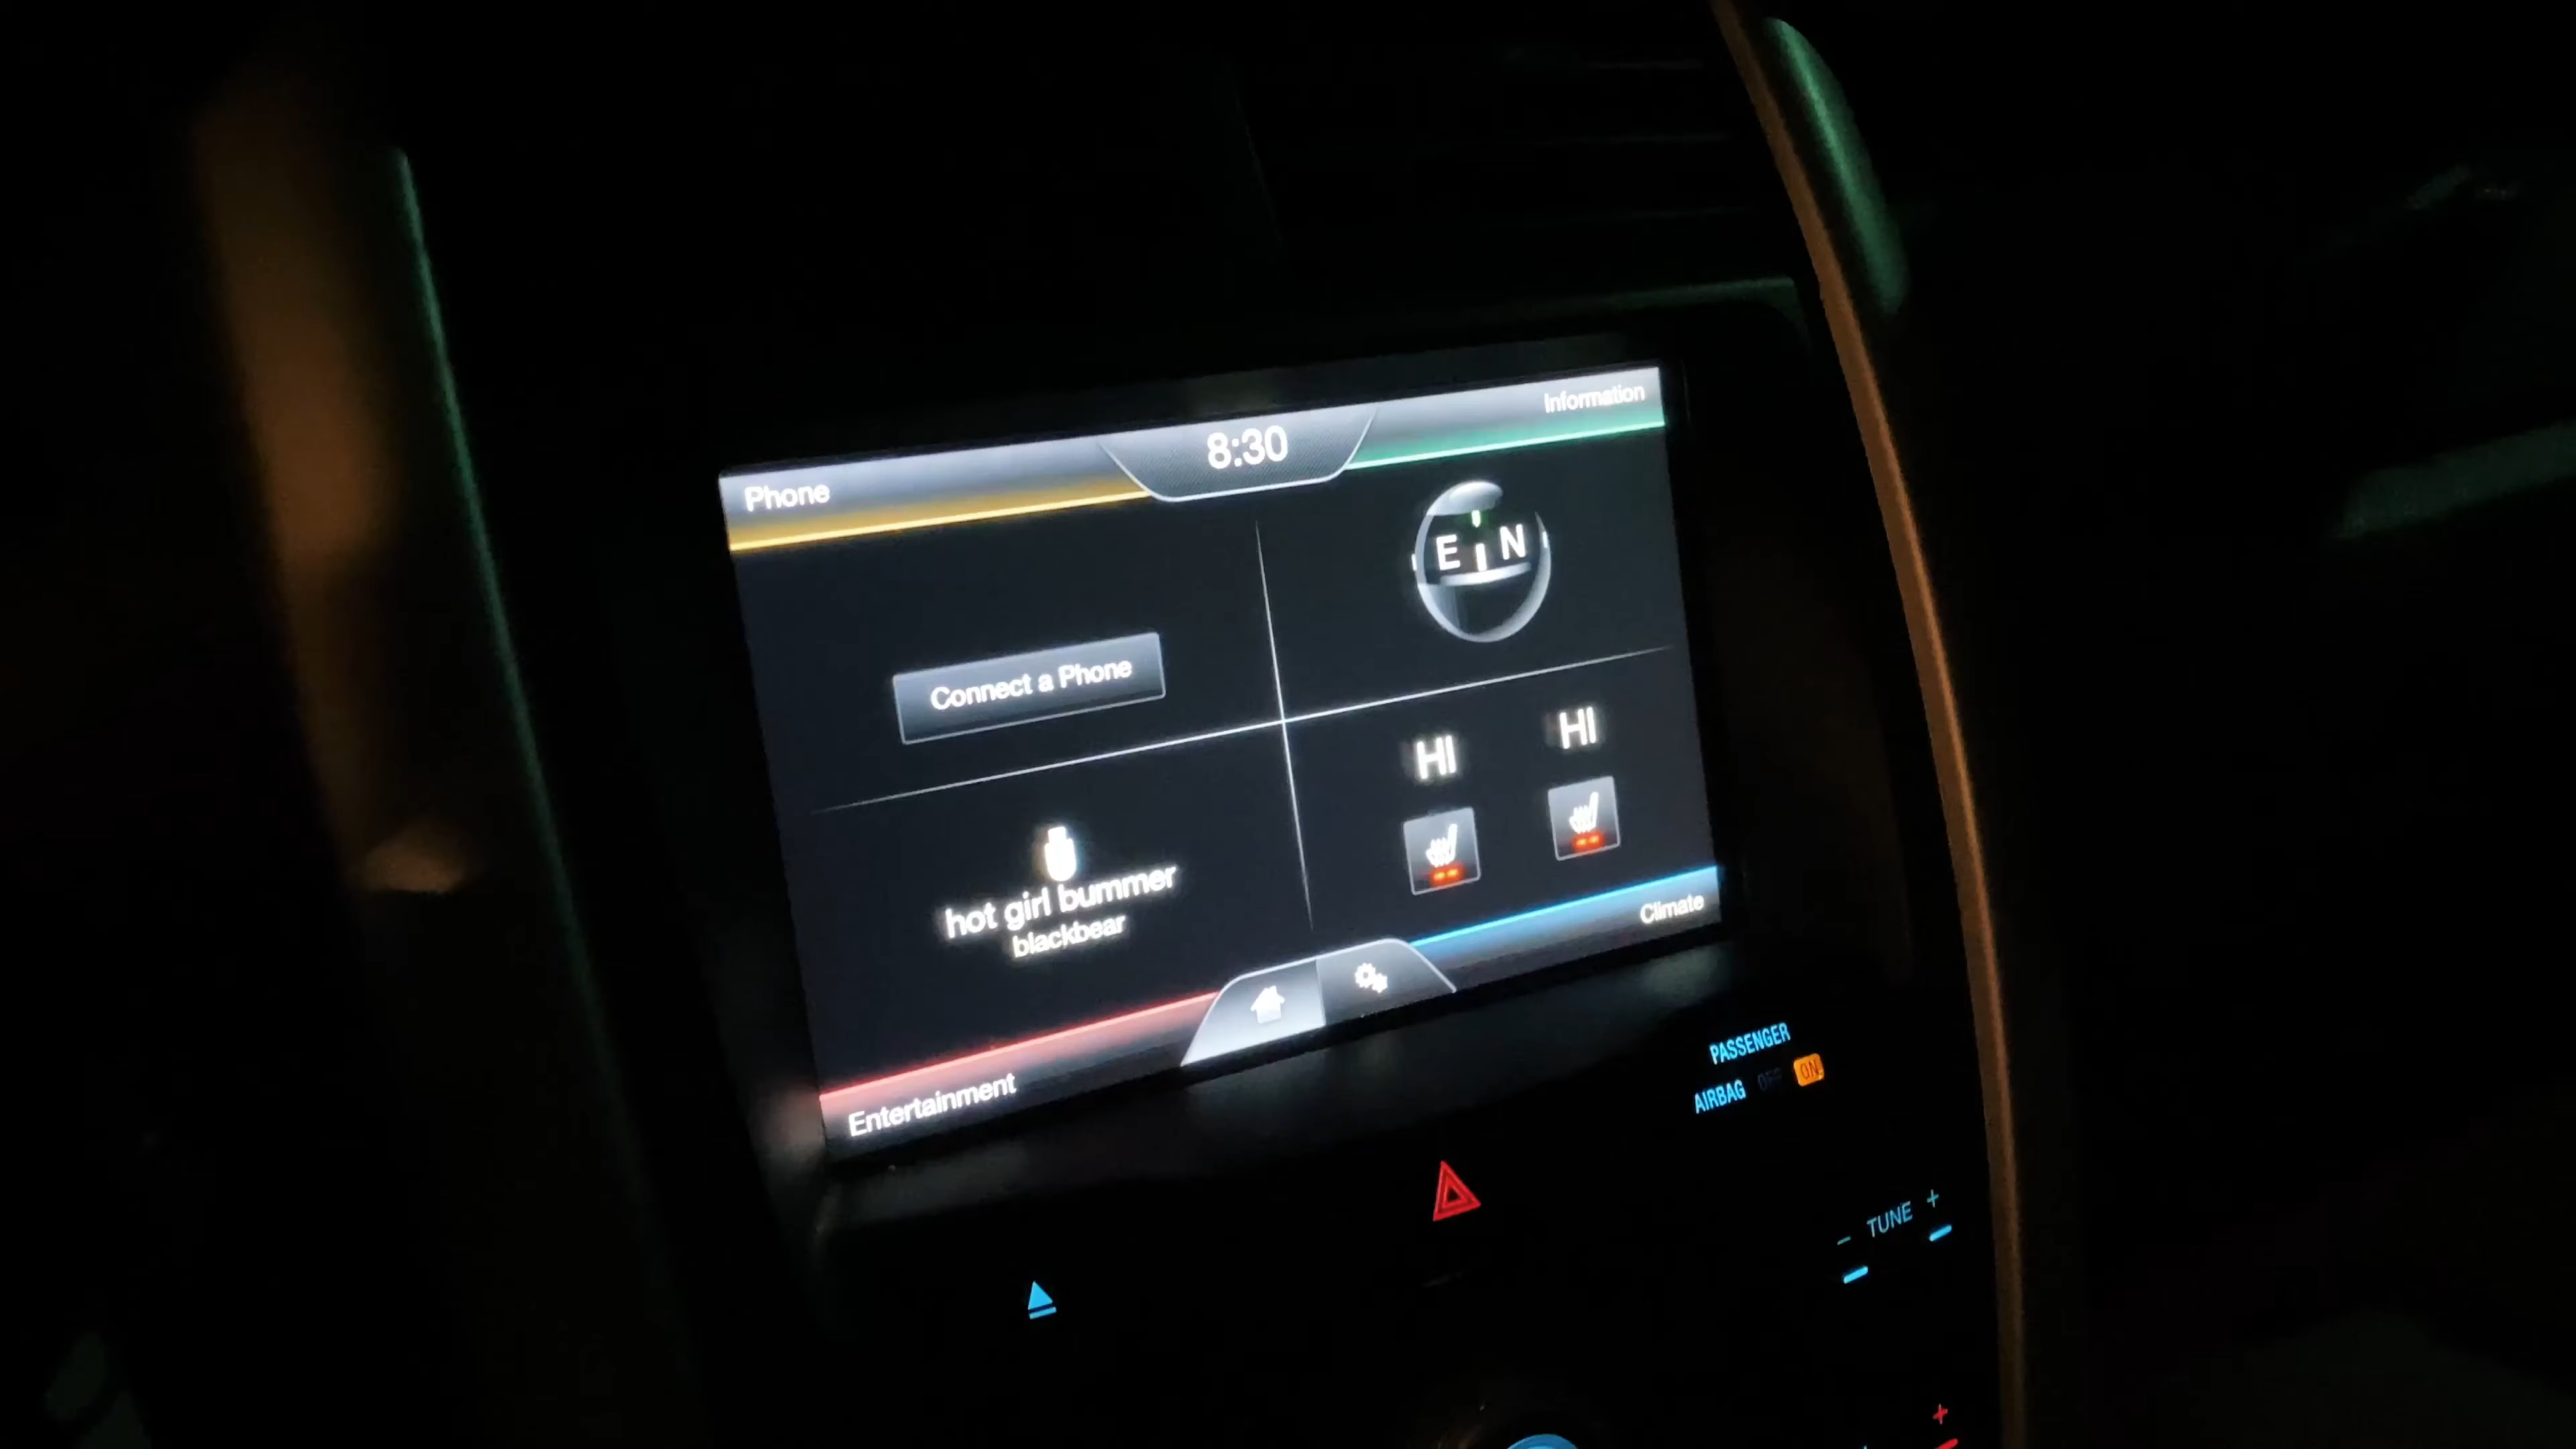 Information
8:30
Phone
E N
Connect a Phone
HI HI
hot girl bummer
blackbear
Climate
Entertainment
PASSENGER
AIRBAG OFF ON
- TUNE +
+